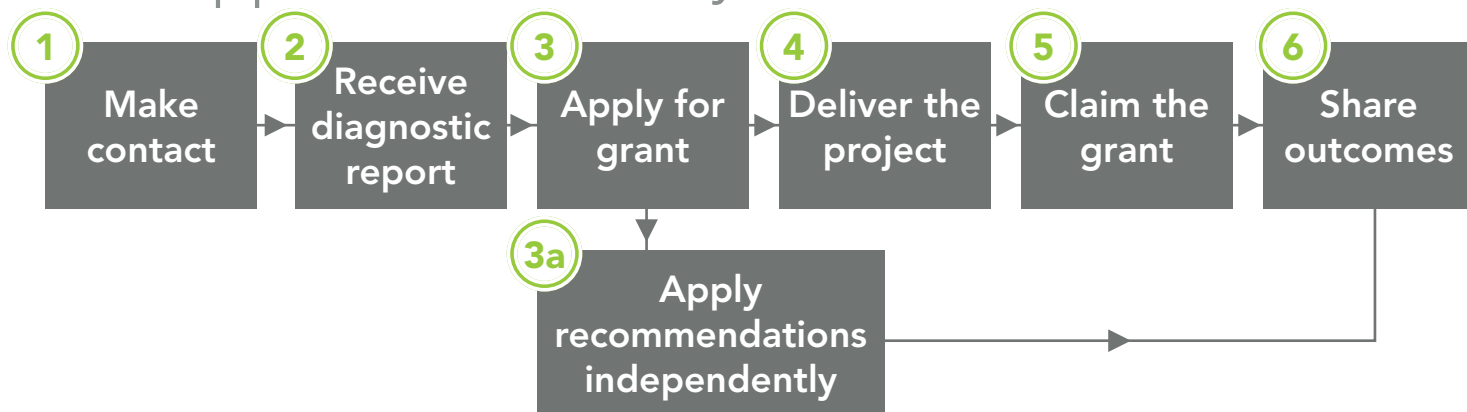 1
Make
contact
2
Receive
diagnostic
report
3
Apply for
grant
4
Deliver the
project
5
Claim the
grant
6
Share
outcomes
3a
Apply
recommendations
independently